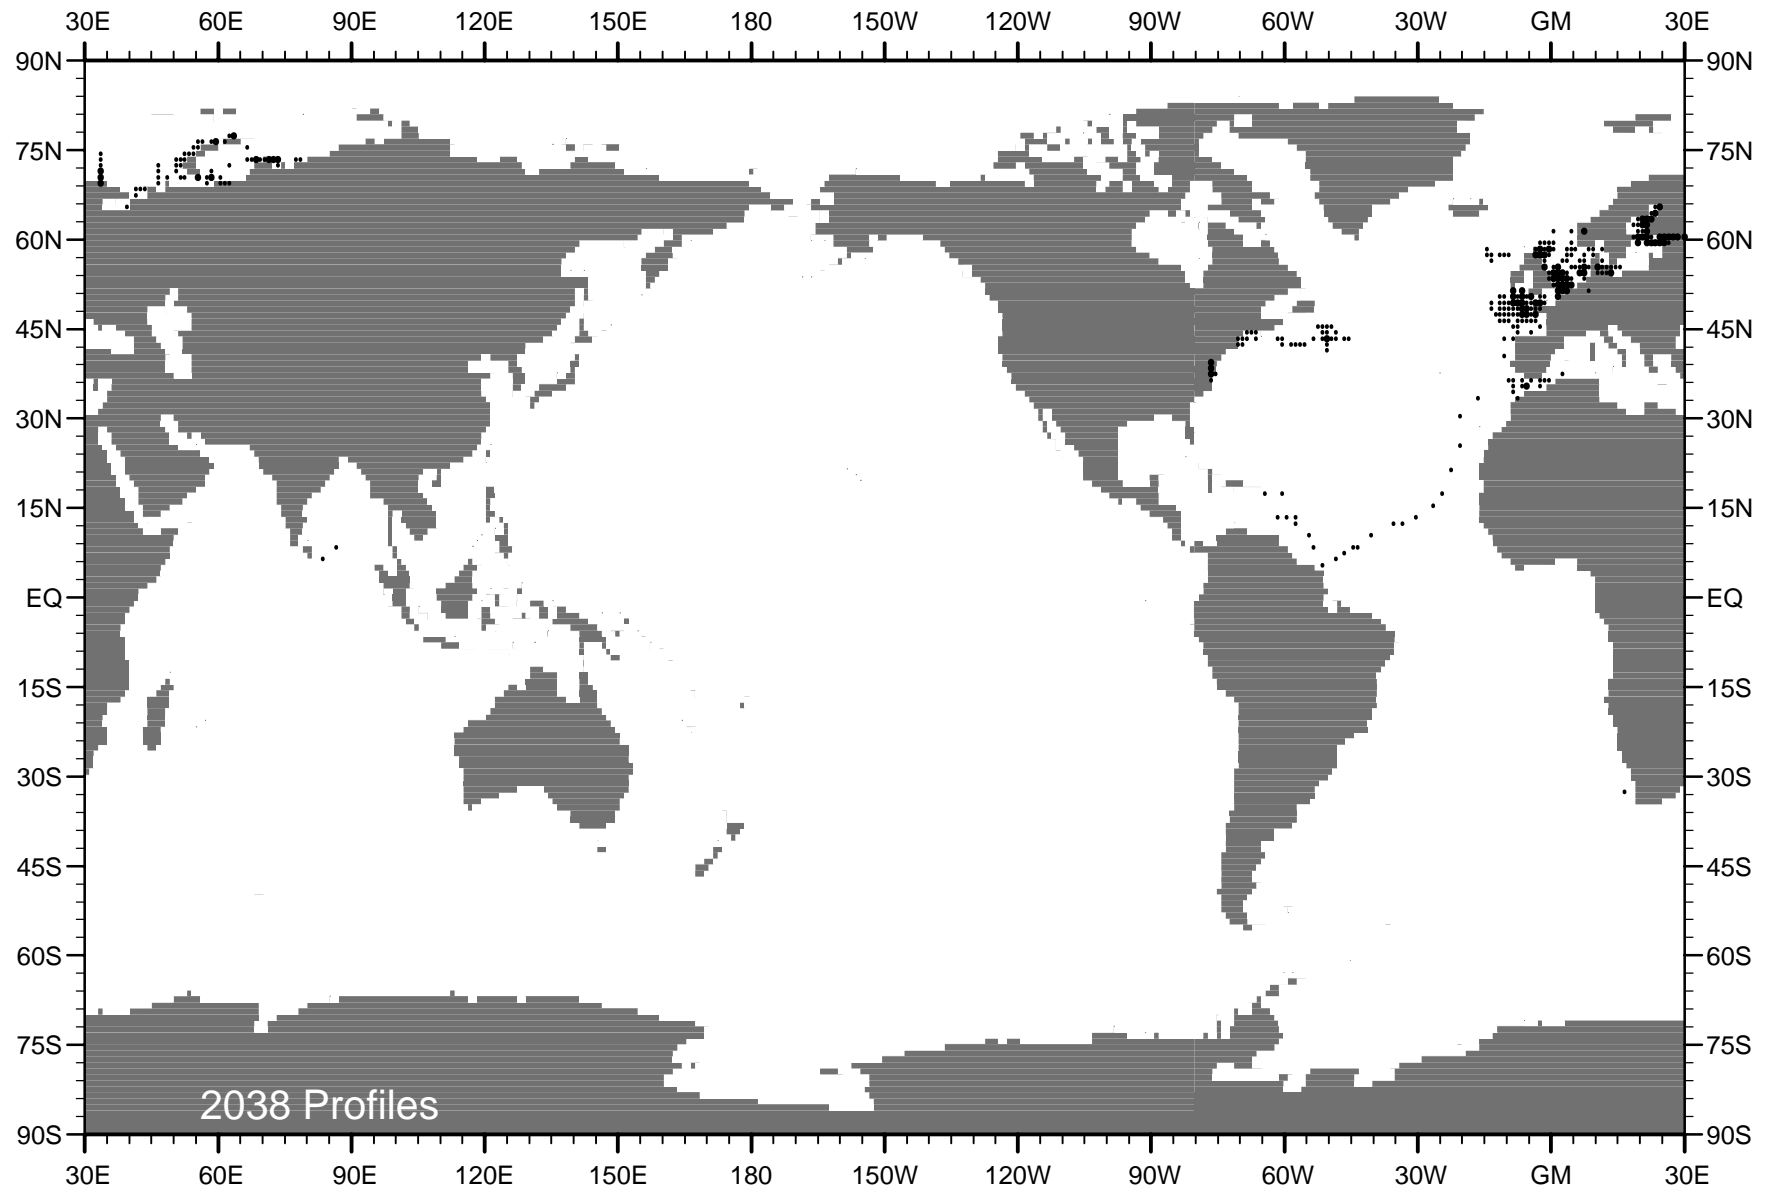 30E 60E 90E 120E 150E 180 150W 120W 90W 60W 30W GM 30E
90N 90N
75N 75N
60N 60N
45N 45N
30N 30N
15N 15N
EQ EQ
15S 15S
30S 30S
45S 45S
60S 60S
75S 75S
2038 Profiles
90S 90S
30E 60E 90E 120E 150E 180 150W 120W 90W 60W 30W GM 30E